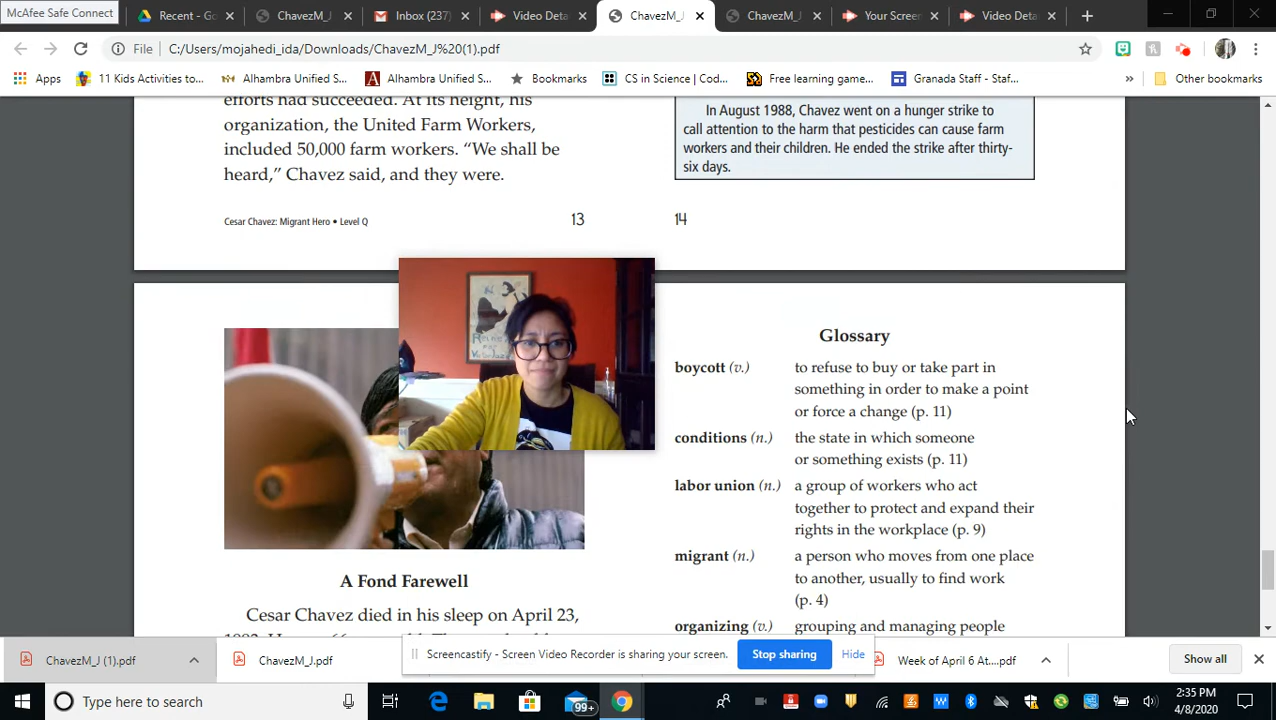 McAfee Safe Connect
Recent - Go
ChavezM_J
Inbox (237)
Video Deta
ChavezM_J
ChavezM_J
Your Screen
Video Deta
File
C:/Users/mojahedi_ida/Downloads/ChavezM_J%20(1).pdf
Apps
11 Kids Activities to...
Alhambra Unified S...
Alhambra Unified S...
Bookmarks
CS in Science | Cod...
Free learning game...
Granada Staff - Staf...
Other bookmarks
efforts had succeeded. At its height, his
organization, the United Farm Workers,
included 50,000 farm workers. “We shall be
heard,” Chavez said, and they were.
Cesar Chavez: Migrant Hero • Level Q
13
In August 1988, Chavez went on a hunger strike to
call attention to the harm that pesticides can cause farm
workers and their children. He ended the strike after thirty-
six days.
14
A Fond Farewell
Cesar Chavez died in his sleep on April 23,
Glossary
boycott (v.) to refuse to buy or take part in
something in order to make a point
or force a change (p. 11)
conditions (n.) the state in which someone
or something exists (p. 11)
labor union (n.) a group of workers who act
together to protect and expand their
rights in the workplace (p. 9)
migrant (n.) a person who moves from one place
to another, usually to find work
(p. 4)
organizing (v.) grouping and managing people
ChavezM_J (1).pdf
ChavezM_J.pdf
Screencastify - Screen Video Recorder is sharing your screen.
Stop sharing
Hide
Week of April 6 At....pdf
Show all
Type here to search
99+
2:35 PM
4/8/2020